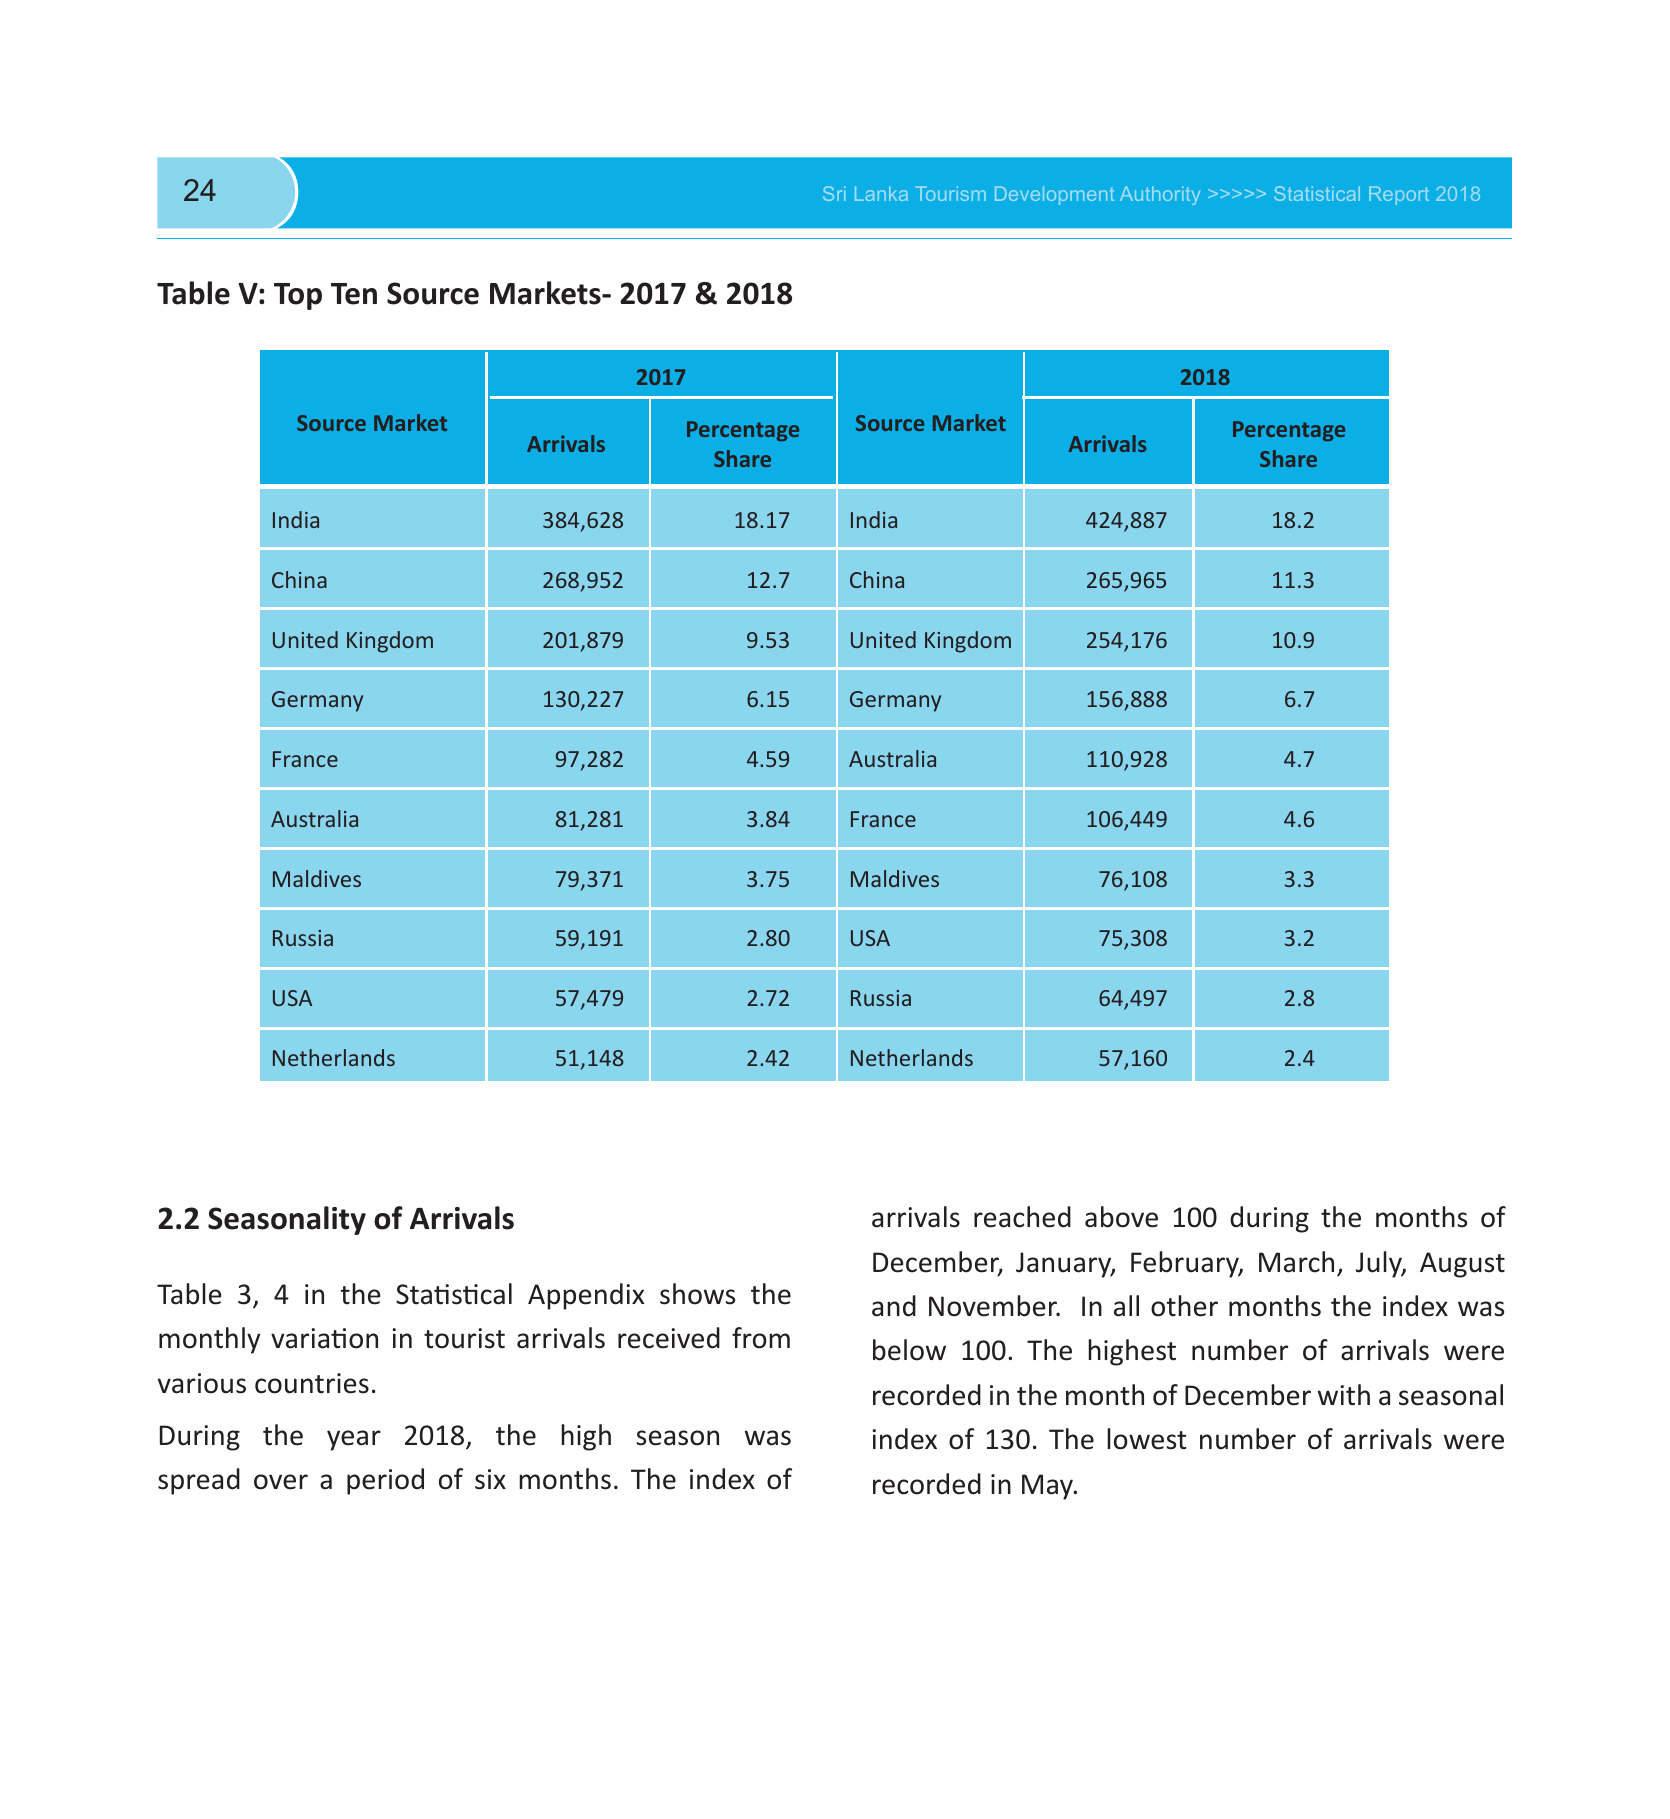 24
Sri Lanka Tourism Development Authority >>>>> Statistical Report 2018
Table V: Top Ten Source Markets- 2017 & 2018
Source Market 2017 Source Market 2018
Arrivals Percentage Share Arrivals Percentage Share
India 384,628 18.17 India 424,887 18.2
China 268,952 12.7 China 265,965 11.3
United Kingdom 201,879 9.53 United Kingdom 254,176 10.9
Germany 130,227 6.15 Germany 156,888 6.7
France 97,282 4.59 Australia 110,928 4.7
Australia 81,281 3.84 France 106,449 4.6
Maldives 79,371 3.75 Maldives 76,108 3.3
Russia 59,191 2.80 USA 75,308 3.2
USA 57,479 2.72 Russia 64,497 2.8
Netherlands 51,148 2.42 Netherlands 57,160 2.4
2.2 Seasonality of Arrivals
Table 3, 4 in the Statistical Appendix shows the
monthly variation in tourist arrivals received from
various countries.
During the year 2018, the high season was
spread over a period of six months. The index of
arrivals reached above 100 during the months of
December, January, February, March, July, August
and November. In all other months the index was
below 100. The highest number of arrivals were
recorded in the month of December with a seasonal
index of 130. The lowest number of arrivals were
recorded in May.